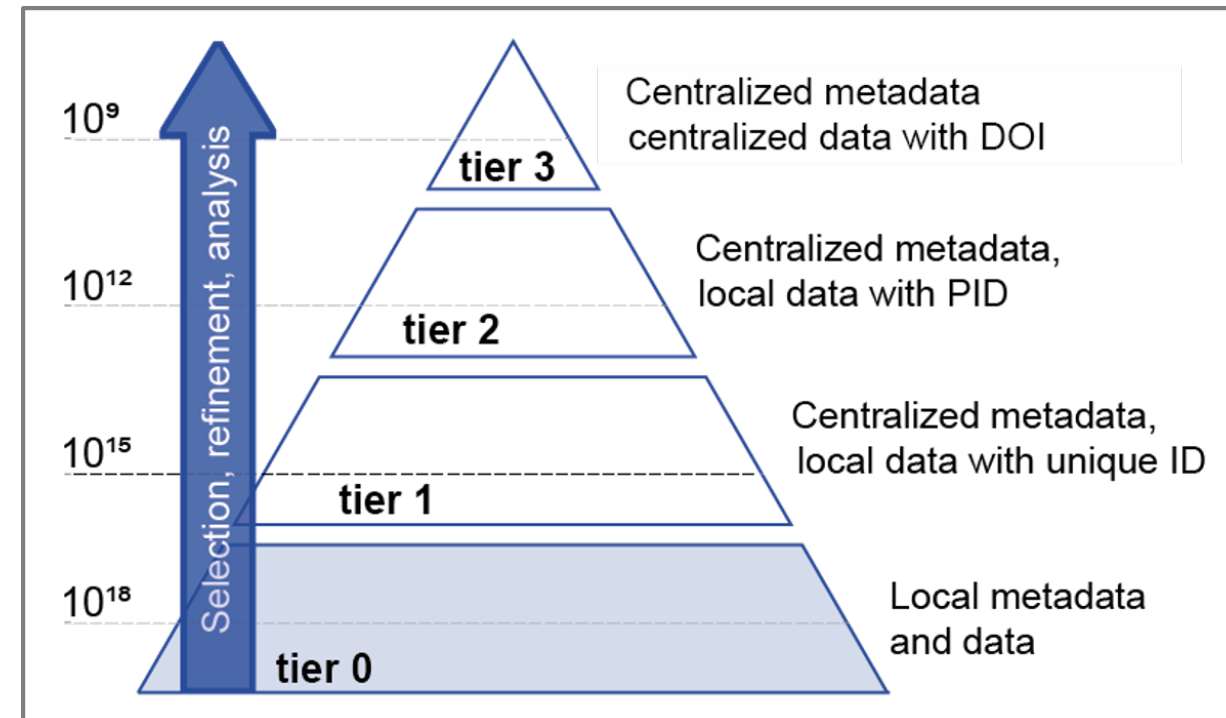 10⁹
Centralized metadata
centralized data with DOI
tier 3
Centralized metadata,
local data with PID
10¹²
tier 2
Centralized metadata,
local data with unique ID
10¹⁵
tier 1
Local metadata
and data
10¹⁸
tier 0
Selection, refinement, analysis